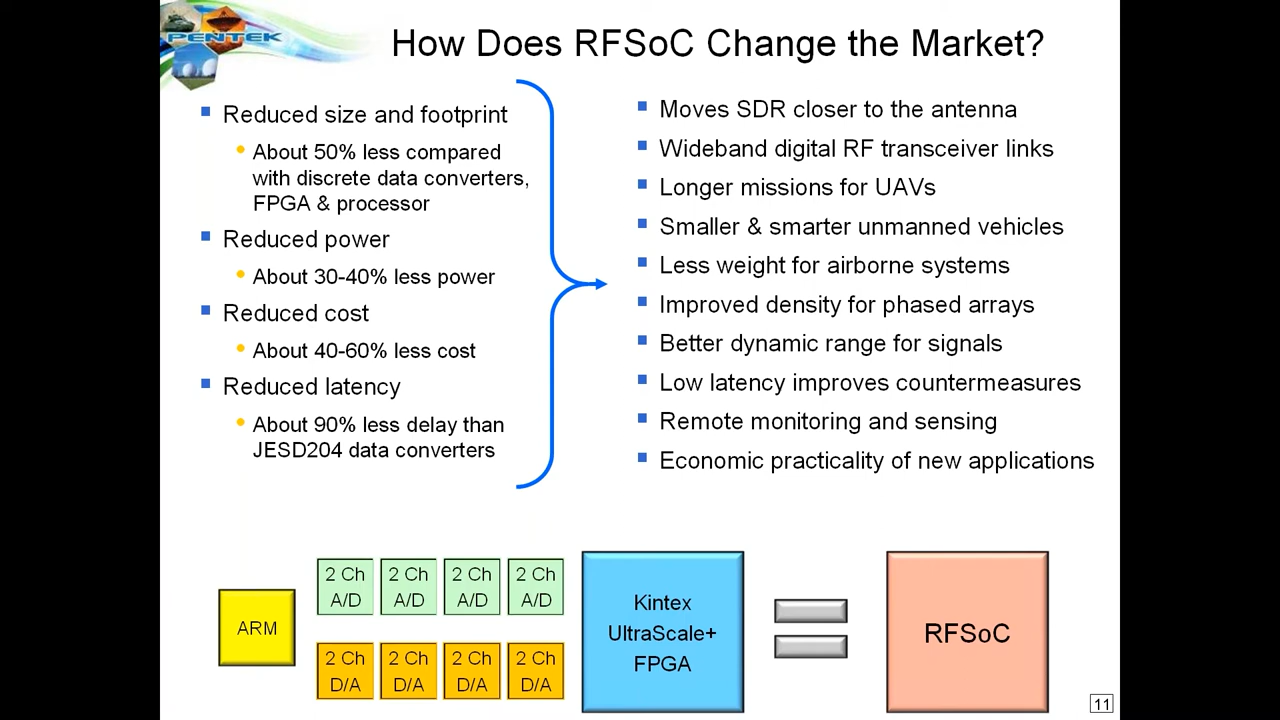 PENTEK
How Does RFSoC Change the Market?
Reduced size and footprint
About 50% less compared
with discrete data converters,
FPGA & processor
Reduced power
About 30-40% less power
Reduced cost
About 40-60% less cost
Reduced latency
About 90% less delay than
JESD204 data converters
Moves SDR closer to the antenna
Wideband digital RF transceiver links
Longer missions for UAVs
Smaller & smarter unmanned vehicles
Less weight for airborne systems
Improved density for phased arrays
Better dynamic range for signals
Low latency improves countermeasures
Remote monitoring and sensing
Economic practicality of new applications
ARM
2 Ch
A/D
2 Ch
A/D
2 Ch
A/D
2 Ch
A/D
2 Ch
D/A
2 Ch
D/A
2 Ch
D/A
2 Ch
D/A
Kintex
UltraScale+
FPGA
RFSoC
11